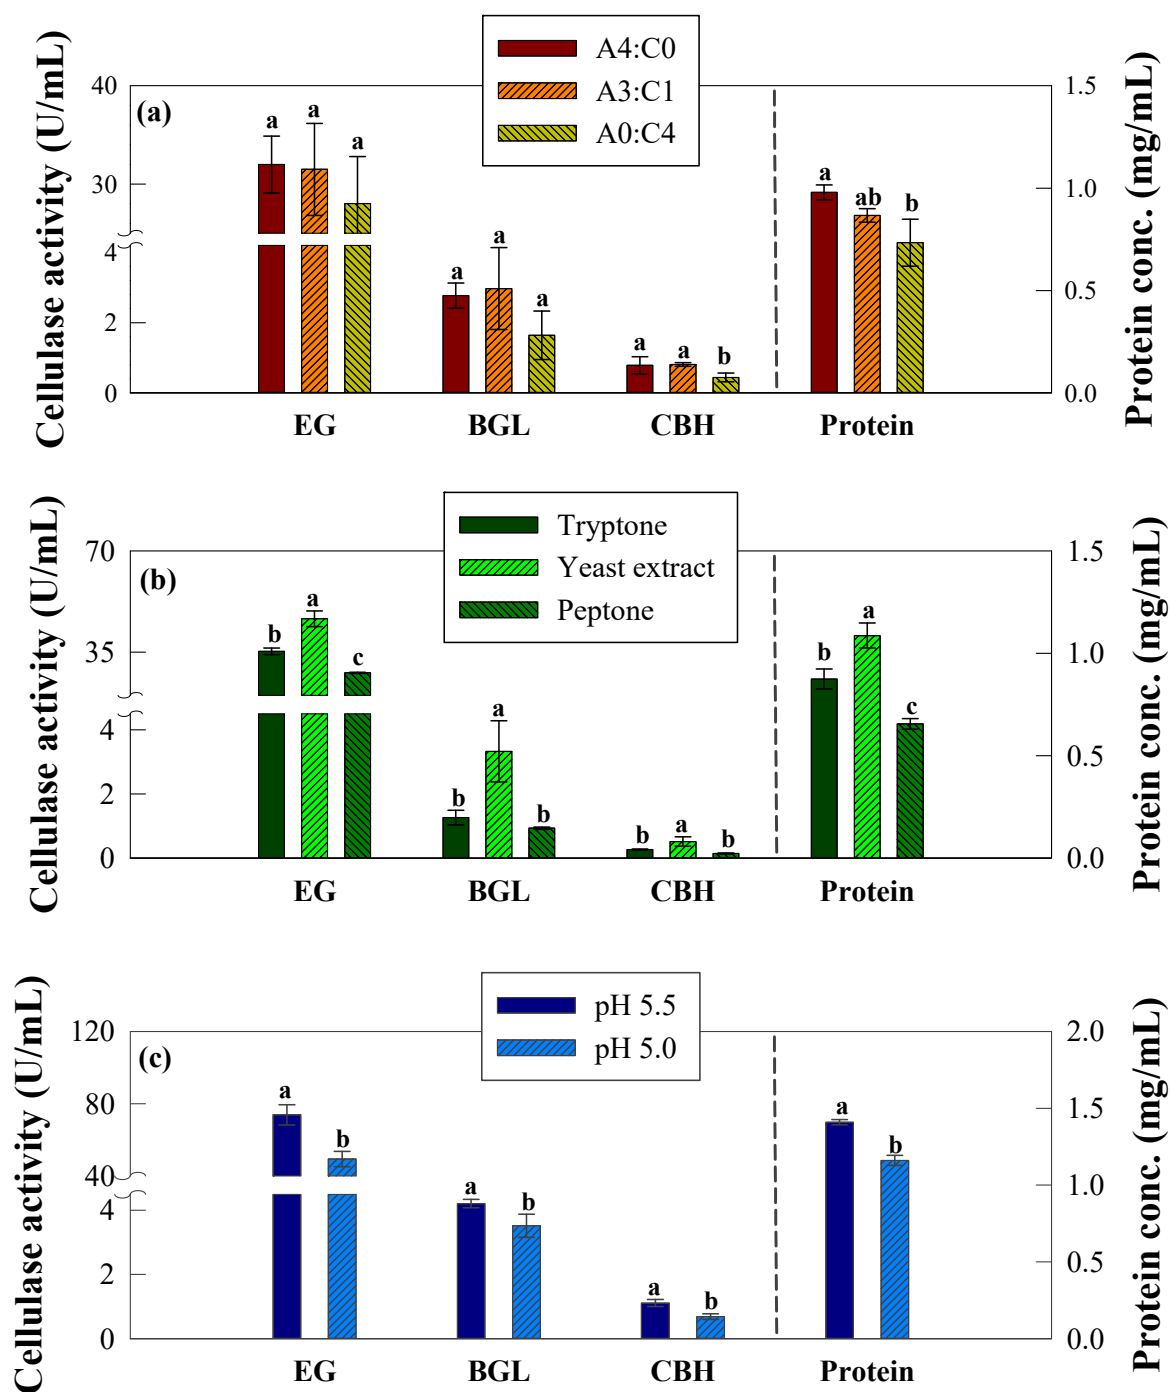 A4:C0
A3:C1
A0:C4
Cellulase activity (U/mL)
Protein conc. (mg/mL)
(a)
40
30
4
2
0
1.5
1.0
0.5
0.0
a a a
a a a
a a b
a ab b
EG BGL CBH Protein
Tryptone
Yeast extract
Peptone
Cellulase activity (U/mL)
Protein conc. (mg/mL)
(b)
70
35
4
2
0
1.5
1.0
0.5
0.0
b a c
b a b
b a b
b a c
EG BGL CBH Protein
pH 5.5
pH 5.0
Cellulase activity (U/mL)
Protein conc. (mg/mL)
(c)
120
80
40
4
2
0
2.0
1.5
1.0
0.5
0.0
a b
a b
a b
a b
EG BGL CBH Protein